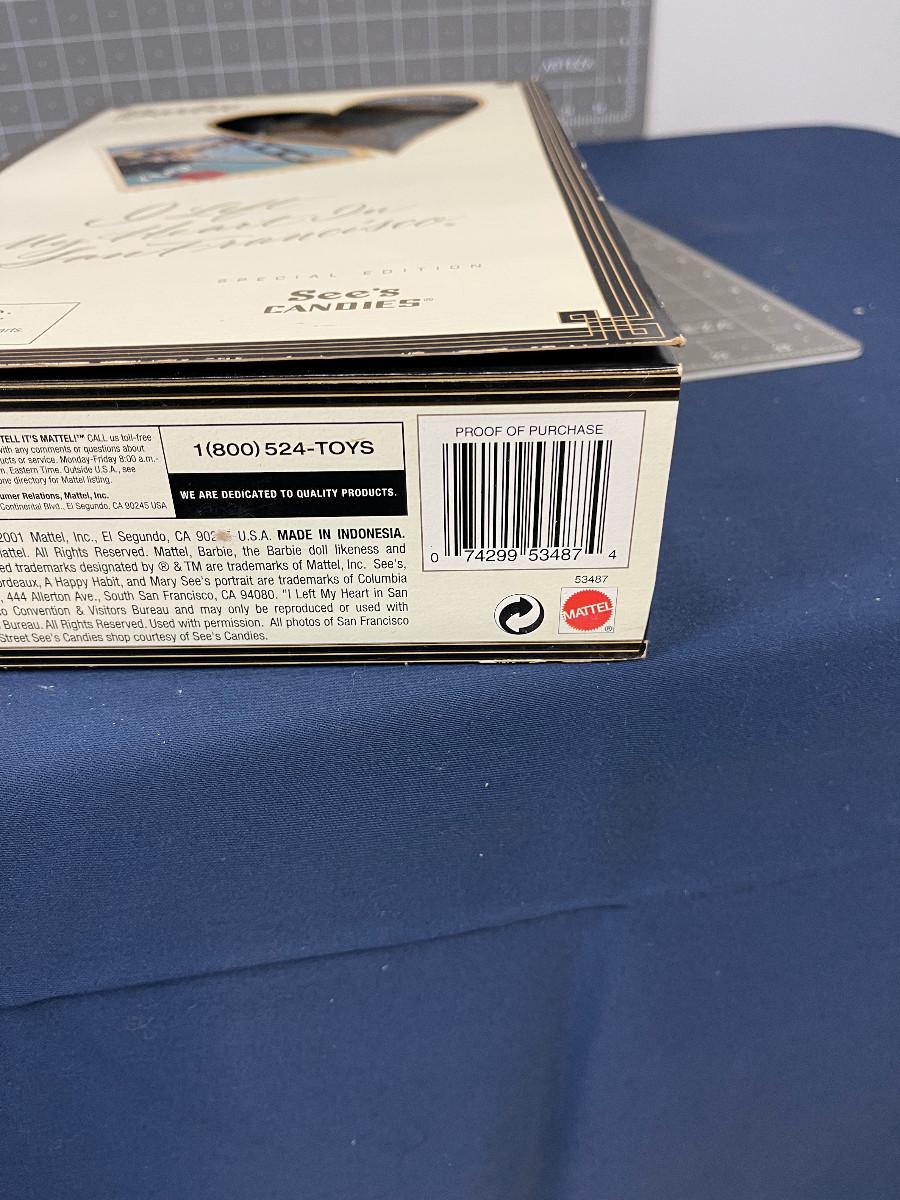 I Left
My Heart In
San Francisco.
SPECIAL EDITION
See's
CANDIES®
arts.
TELL IT'S MATTEL!™ CALL us toll-free
with any comments or questions about
ucts or service. Monday-Friday 8:00 a.m.-
m. Eastern Time. Outside U.S.A., see
one directory for Mattel listing.
umer Relations, Mattel, Inc.
Continental Blvd., El Segundo, CA 90245 USA
1(800) 524-TOYS
WE ARE DEDICATED TO QUALITY PRODUCTS.
2001 Mattel, Inc., El Segundo, CA 902 U.S.A. MADE IN INDONESIA.
Mattel. All Rights Reserved. Mattel, Barbie, the Barbie doll likeness and
ed trademarks designated by ® & TM are trademarks of Mattel, Inc. See's,
ordeaux, A Happy Habit, and Mary See's portrait are trademarks of Columbia
, 444 Allerton Ave., South San Francisco, CA 94080. "I Left My Heart in San
o Convention & Visitors Bureau and may only be reproduced or used with
Bureau. All Rights Reserved. Used with permission. All photos of San Francisco
Street See's Candies shop courtesy of See's Candies.
PROOF OF PURCHASE
0 74299 53487 4
53487
MATTEL
®